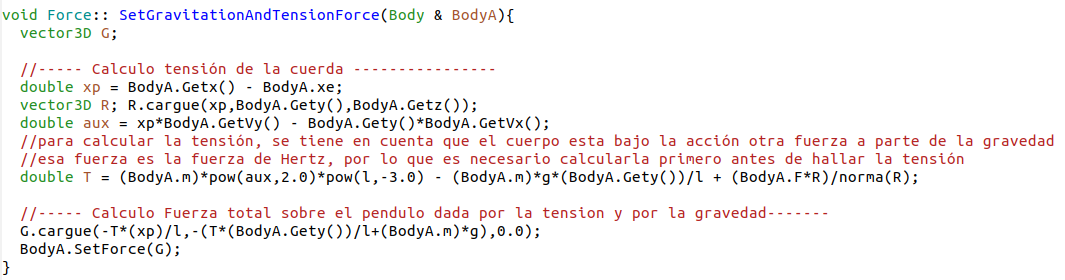 void Force:: SetGravitationAndTensionForce(Body & BodyA){
  vector3D G;

  //----- Calculo tensión de la cuerda ----------------
  double xp = BodyA.Getx() - BodyA.xe;
  vector3D R; R.cargue(xp,BodyA.Gety(),BodyA.Getz());
  double aux = xp*BodyA.GetVy() - BodyA.Gety()*BodyA.GetVx();
  //para calcular la tensión, se tiene en cuenta que el cuerpo esta bajo la acción otra fuerza a parte de la gravedad
  //esa fuerza es la fuerza de Hertz, por lo que es necesario calcularla primero antes de hallar la tensión
  double T = (BodyA.m)*pow(aux,2.0)*pow(l,-3.0) - (BodyA.m)*g*(BodyA.Gety())/l + (BodyA.F*R)/norma(R);

  //----- Calculo Fuerza total sobre el pendulo dada por la tension y por la gravedad-------
  G.cargue(-T*(xp)/l,-(T*(BodyA.Gety())/l+(BodyA.m)*g),0.0);
  BodyA.SetForce(G);
}